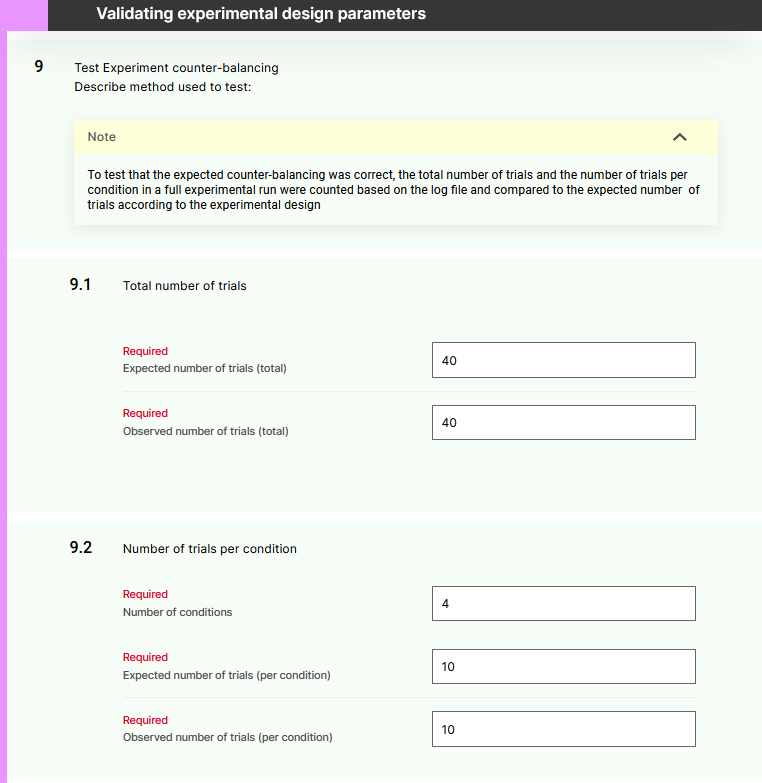 Validating experimental design parameters
9
Test Experiment counter-balancing
Describe method used to test:
Note
To test that the expected counter-balancing was correct, the total number of trials and the number of trials per
condition in a full experimental run were counted based on the log file and compared to the expected number of
trials according to the experimental design
9.1 Total number of trials
Required
Expected number of trials (total) 40
Required
Observed number of trials (total) 40
9.2 Number of trials per condition
Required
Number of conditions 4
Required
Expected number of trials (per condition) 10
Required
Observed number of trials (per condition) 10